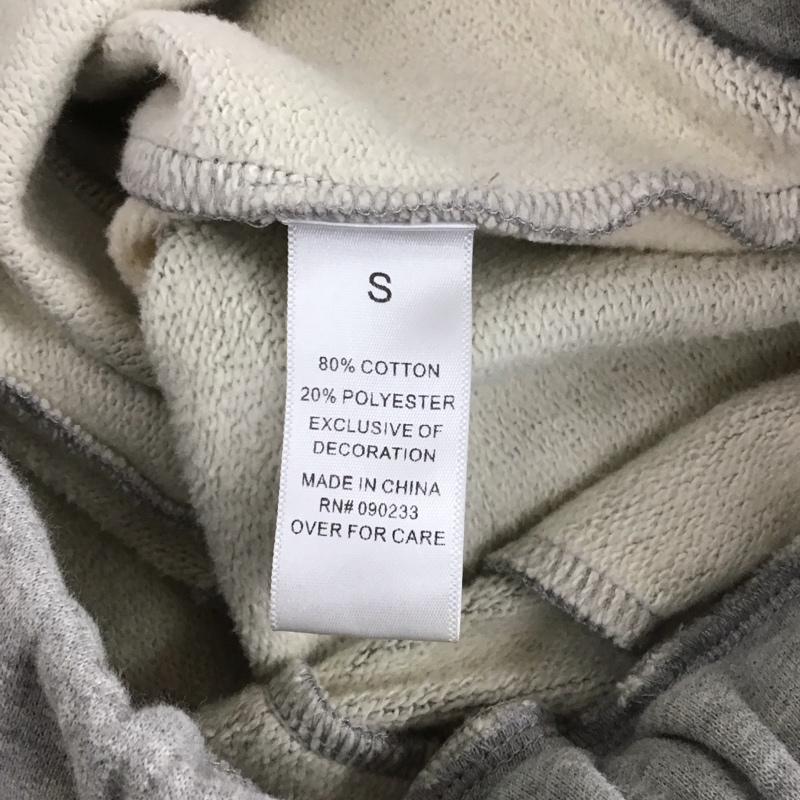 S
80% COTTON
20% POLYESTER
EXCLUSIVE OF
DECORATION
MADE IN CHINA
RN# 090233
OVER FOR CARE